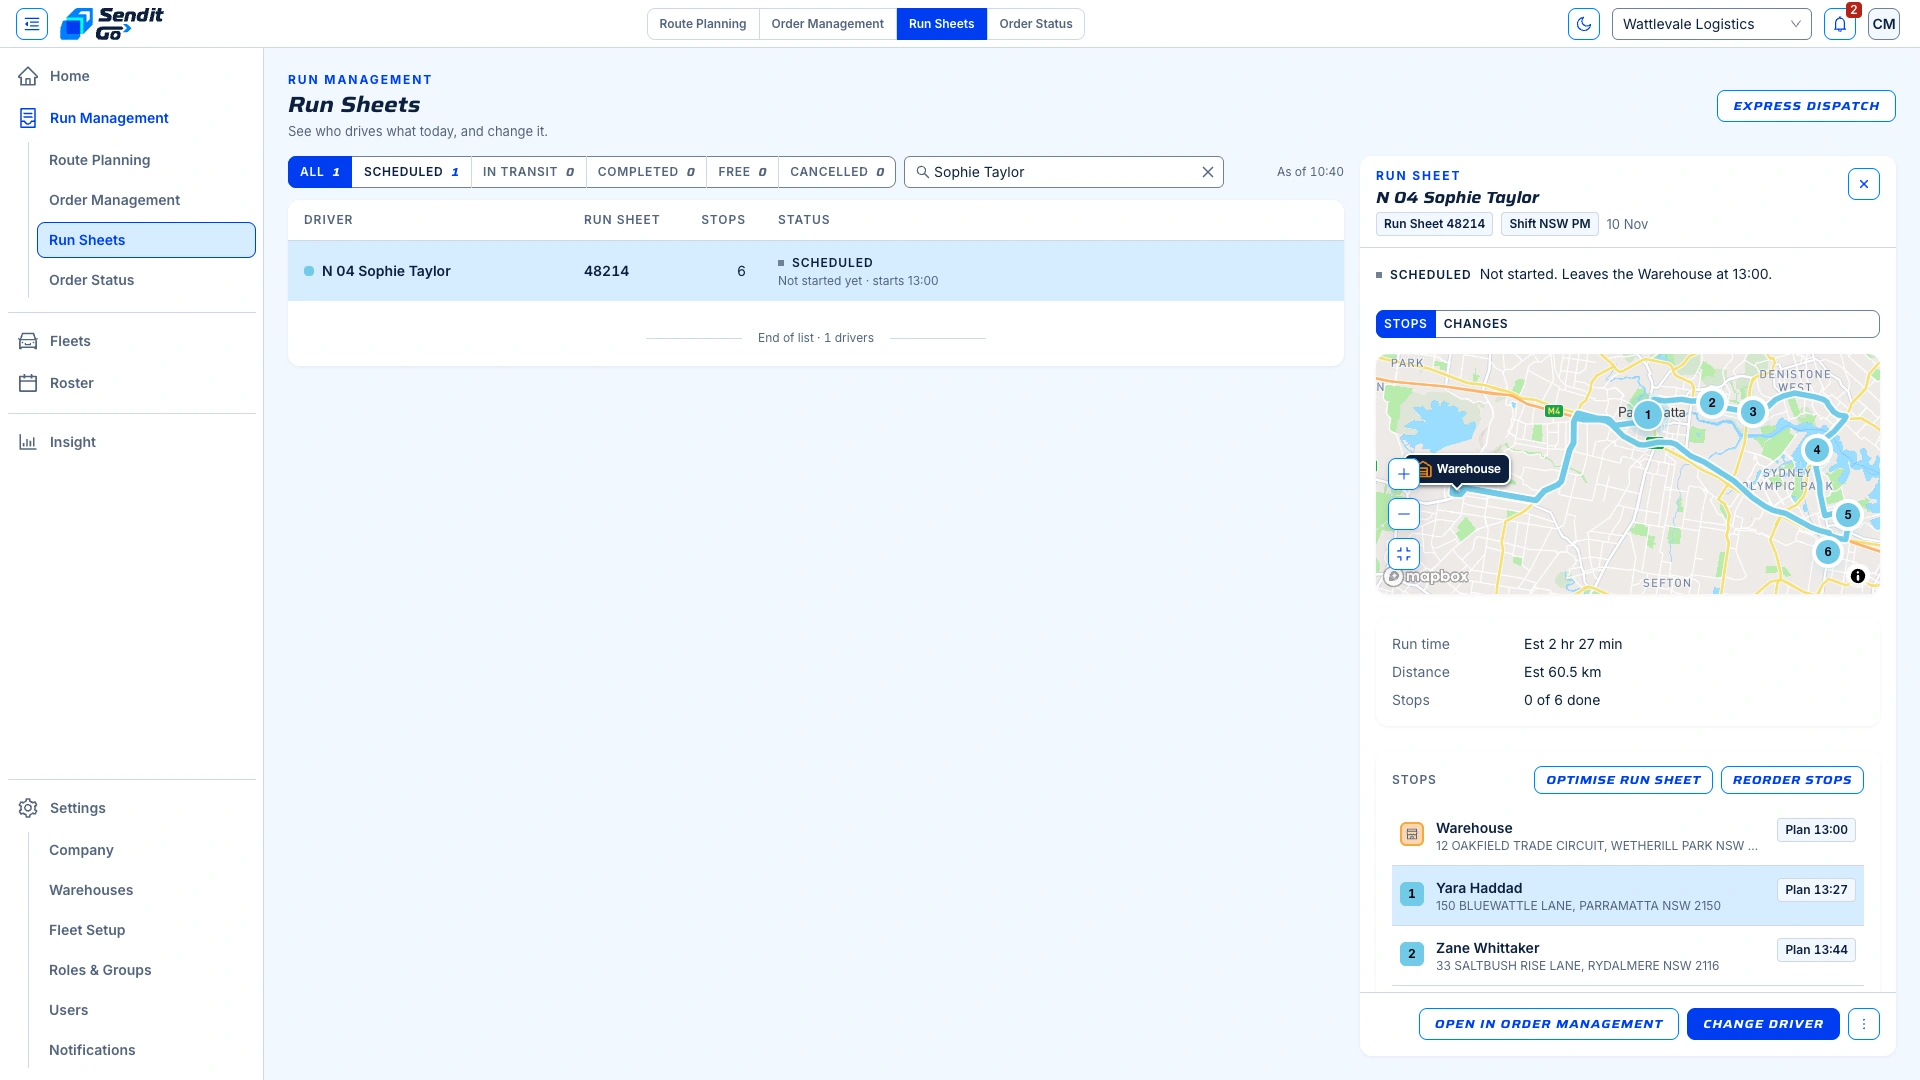 Sendit Go
Route Planning
Order Management
Run Sheets
Order Status
Wattlevale Logistics
2
CM
Home
Run Management
Route Planning
Order Management
Run Sheets
Order Status
Fleets
Roster
Insight
Settings
Company
Warehouses
Fleet Setup
Roles & Groups
Users
Notifications
RUN MANAGEMENT
Run Sheets
See who drives what today, and change it.
EXPRESS DISPATCH
ALL 1
SCHEDULED 1
IN TRANSIT 0
COMPLETED 0
FREE 0
CANCELLED 0
Sophie Taylor
As of 10:40
DRIVER RUN SHEET STOPS STATUS
N 04 Sophie Taylor 48214 6 SCHEDULED
Not started yet · starts 13:00
End of list · 1 drivers
RUN SHEET
N 04 Sophie Taylor
Run Sheet 48214 Shift NSW PM 10 Nov
SCHEDULED Not started. Leaves the Warehouse at 13:00.
STOPS CHANGES
PARK
DENISTONE
WEST
N
M4
Pa atta
1
2
3
4
SYDNEY
OLYMPIC PARK
Warehouse
5
6
SEFTON
mapbox
Run time Est 2 hr 27 min
Distance Est 60.5 km
Stops 0 of 6 done
STOPS
OPTIMISE RUN SHEET
REORDER STOPS
Warehouse Plan 13:00
12 OAKFIELD TRADE CIRCUIT, WETHERILL PARK NSW ...
1 Yara Haddad Plan 13:27
150 BLUEWATTLE LANE, PARRAMATTA NSW 2150
2 Zane Whittaker Plan 13:44
33 SALTBUSH RISE LANE, RYDALMERE NSW 2116
OPEN IN ORDER MANAGEMENT
CHANGE DRIVER